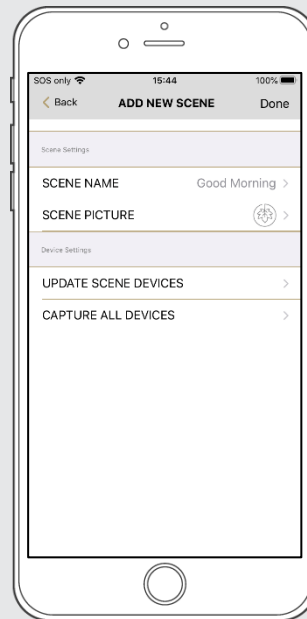 SOS only 15:44 100%
Back ADD NEW SCENE Done
Scene Settings
SCENE NAME Good Morning
SCENE PICTURE
Device Settings
UPDATE SCENE DEVICES
CAPTURE ALL DEVICES